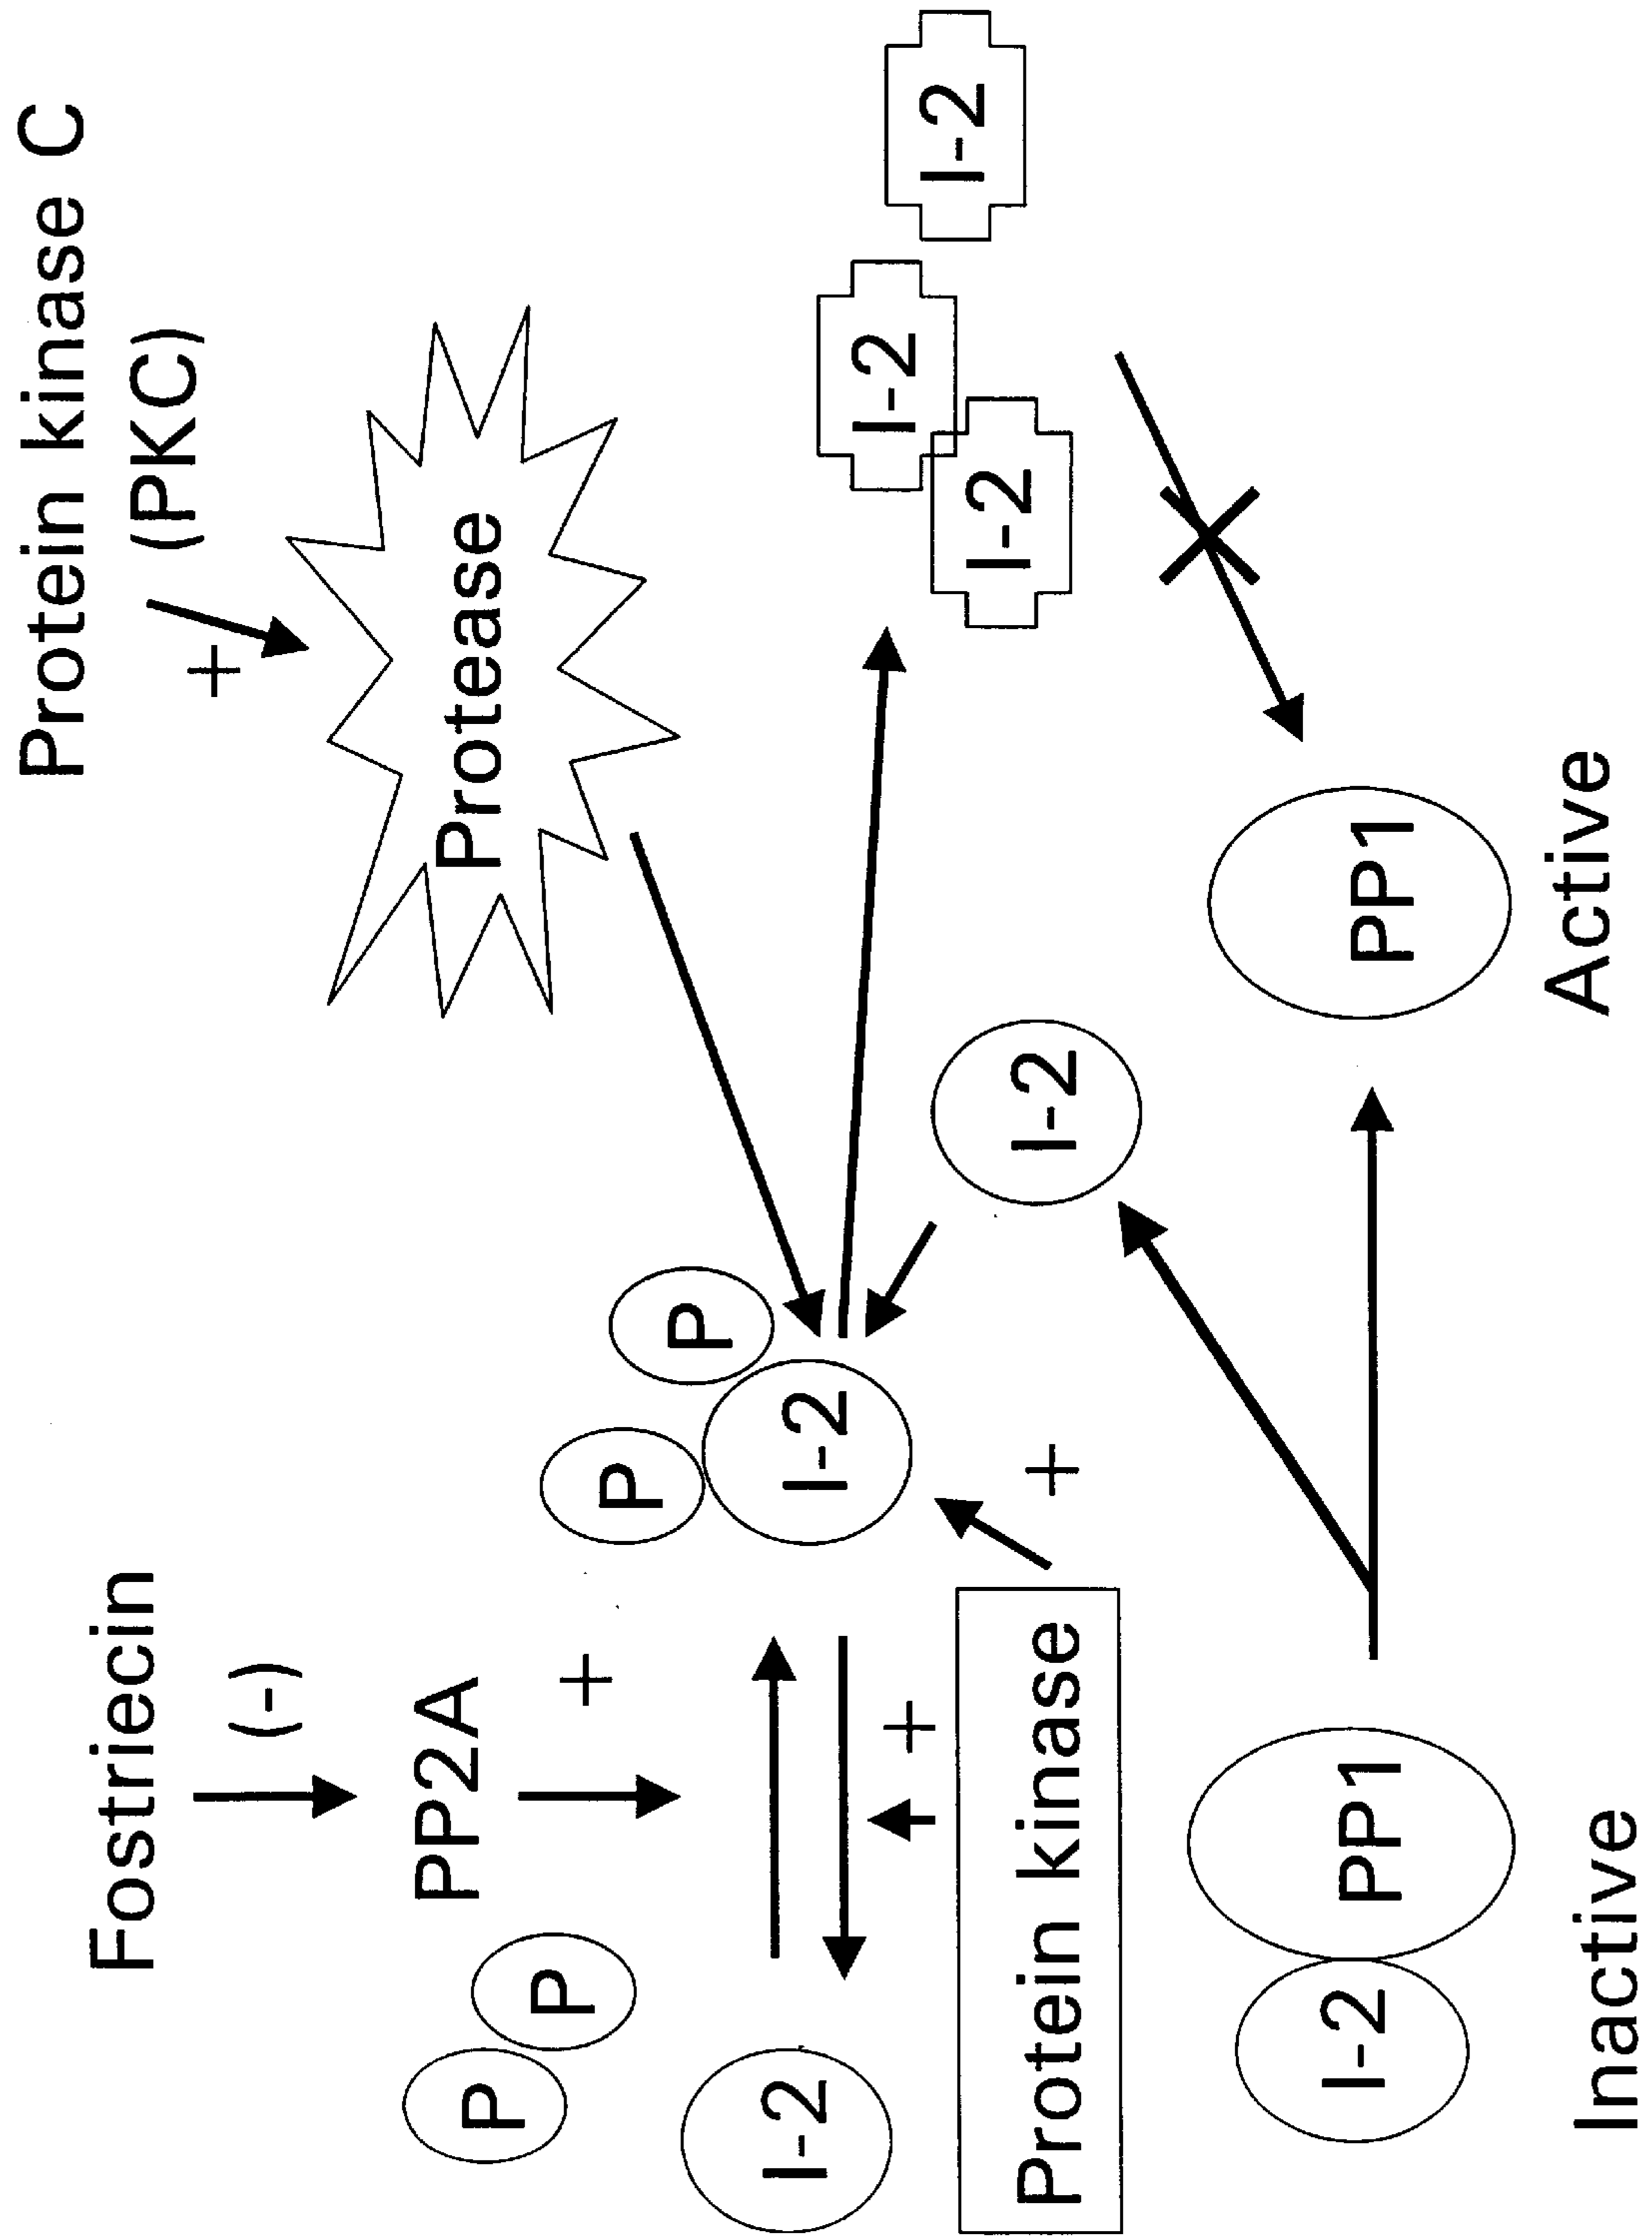 Protein kinase C
(PKC)
Fostriecin
+
(-)
PP2A
Protease
P
P
+
P
P
I-2
I-2
I-2
I-2
I-2
+
+
I-2
Protein kinase
I-2
PP1
PP1
Inactive
Active